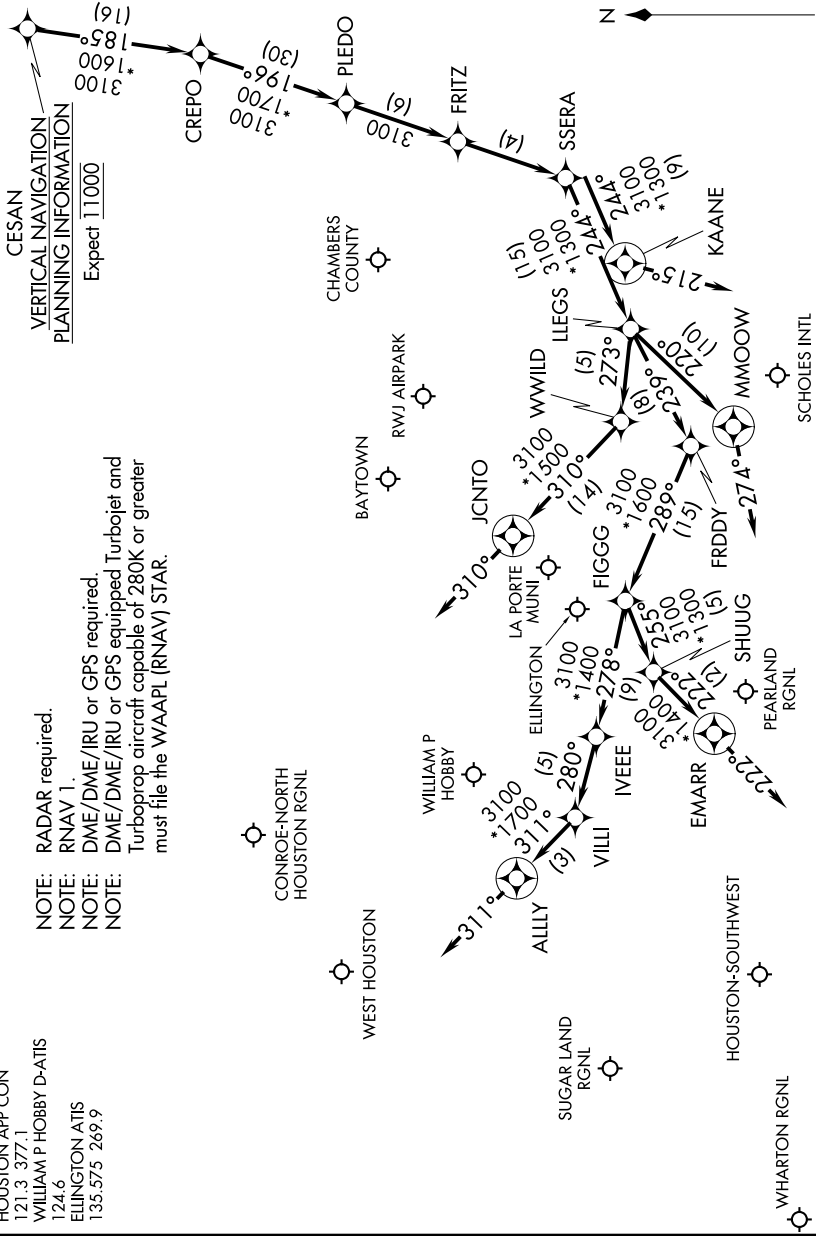 HOUSTON APP CON
121.3 377.1
WILLIAM P HOBBY D-ATIS
124.6
ELLINGTON ATIS
135.575 269.9
NOTE: RADAR required.
NOTE: RNAV 1.
NOTE: DME/DME/IRU or GPS required.
NOTE: DME/DME/IRU or GPS equipped Turbojet and
Turboprop aircraft capable of 280K or greater
must file the WAAPL (RNAV) STAR.
CESAN
VERTICAL NAVIGATION
PLANNING INFORMATION
Expect 11000
3100
*1600
185°
(16)
CREPO
3100
*1700
196°
(30)
PLEDO
3100
(9)
FRITZ
(4)
SSERA
244°
3100
*1300
(9)
KAANE
215°
(15)
3100
*1300
244°
LLEGS
(5)
273°
WWILD
3100
*1500
310°
(14)
JCNTO
310°
(8)
239°
FRDDY
220°
(10)
MMOOW
274°
3100
*1600
289°
(15)
FIGGG
255°
3100
*1300
(5)
SHUUG
(2)
222°
*1400
3100
EMARR
222°
3100
*1400
278°
(9)
IVEEE
(5)
280°
VILLI
3100
*1700
311°
(3)
ALLLY
311°
CHAMBERS
COUNTY
RWJ AIRPARK
BAYTOWN
LA PORTE
MUNI
ELLINGTON
WILLIAM P
HOBBY
CONROE-NORTH
HOUSTON RGNL
WEST HOUSTON
SUGAR LAND
RGNL
HOUSTON-SOUTHWEST
WHARTON RGNL
PEARLAND
RGNL
SCHOLES INTL
N